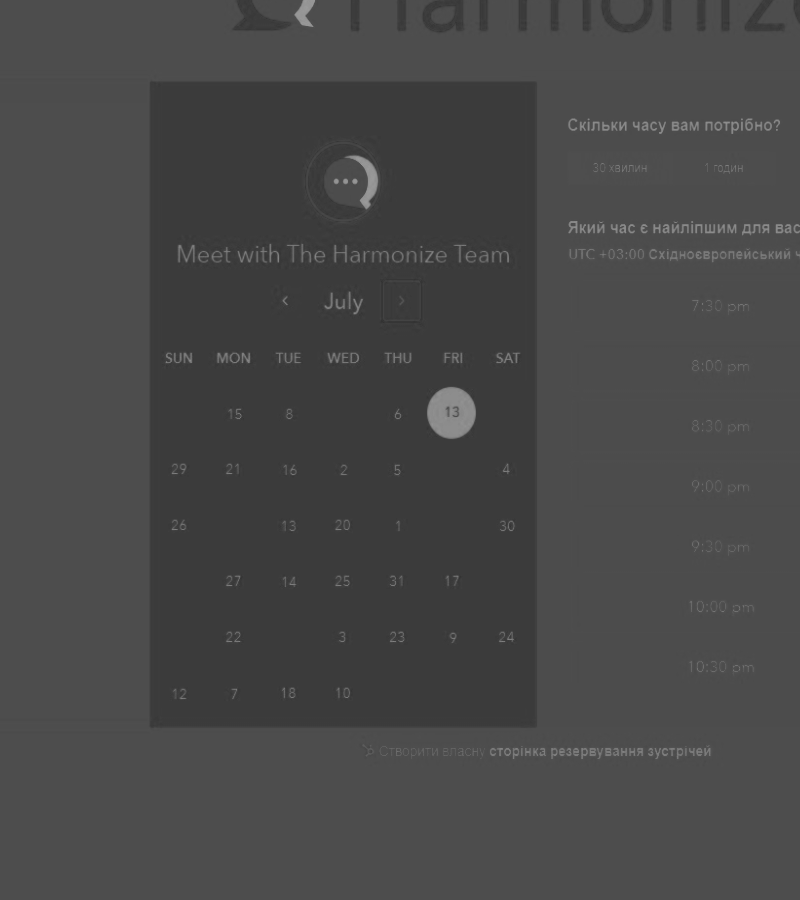 Harmonize
Скільки часу вам потрібно?
30 хвилин 1 годин
Meet with The Harmonize Team
July
Який час є найліпшим для вас
UTC +03:00 Східноєвропейський ч
SUN MON TUE WED THU FRI SAT
15 8 6 13
29 21 16 2 5 4
26 13 20 1 30
27 14 25 31 17
22 3 23 9 24
12 7 18 10
7:30 pm
8:00 pm
8:30 pm
9:00 pm
9:30 pm
10:00 pm
10:30 pm
Створити власну сторінка резервування зустрічей